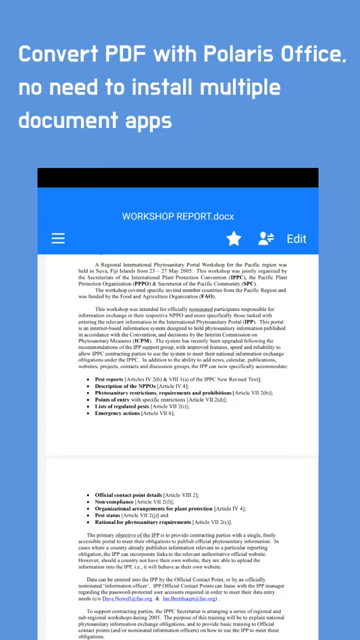 Convert PDF with Polaris Office,
no need to install multiple
document apps
WORKSHOP REPORT.docx
Edit
A Regional International Phytosanitary Portal Workshop for the Pacific region was
held in Suva, Fiji Islands from 23 – 27 May 2005. This workshop was jointly organized by
the Secretariats of the International Plant Protection Convention (IPPC), the Pacific Plant
Protection Organization (PPPO) & Secretariat of the Pacific Community (SPC).
The workshop covered specific invited member countries from the Pacific Region and
was funded by the Food and Agriculture Organization (FAO).
This workshop was intended for officially nominated participants responsible for
information exchange in their respective NPPO and more specifically those tasked with
entering the relevant information in the International Phytosanitary Portal (IPP). This portal
is an internet-based information system designed to hold phytosanitary information published
in accordance with the Convention, and decisions by the Interim Commission on
Phytosanitary Measures (ICPM). The system has recently been upgraded following the
recommendations of the IPP support group, with improved features, speed and reliability to
allow IPPC contracting parties to use the system to meet their national information exchange
obligations under the IPPC. In addition to the ability to add news, calendar, publications,
websites, projects, contacts and discussion groups, the IPP can now specifically accommodate:
• Pest reports [Articles IV 2(b) & VIII 1(a) of the IPPC New Revised Text];
• Description of the NPPOs [Article IV 4];
• Phytosanitary restrictions, requirements and prohibitions [Article VII 2(b)];
• Points of entry with specific restrictions [Article VII 2(d)];
• Lists of regulated pests [Article VII 2(i)];
• Emergency actions [Article VII 6];
• Official contact point details [Article VIII 2];
• Non-compliance [Article VII 2(f)];
• Organizational arrangements for plant protection [Article IV 4];
• Pest status [Article VII 2(j)] and
• Rational for phytosanitary requirements [Article VII 2(c)].
The primary objective of the IPP is to provide contracting parties with a single, freely
accessible portal to meet their obligations to publish official phytosanitary information. In
cases where a country already publishes information relevant to a particular reporting
obligation, the IPP can incorporate links to the relevant authoritative official website.
However, should a country not have their own website, they are able to upload the
information into the IPP, i.e., it will behave as their own website.
Data can be entered into the IPP by the Official Contact Point, or by an officially
nominated 'information officer'. IPP Official Contact Points can liaise with the IPP manager
regarding the password-protected user accounts required in order to meet their data entry
needs (c/o Dave.Nowell@fao.org & Jan.Breithaupt@fao.org).
To support contracting parties, the IPPC Secretariat is arranging a series of regional and
sub-regional workshops during 2005. The purpose of this training will be to explain national
phytosanitary information exchange obligations, and to provide basic training to Official
contact points (and/or nominated information officers) on how to use the IPP to meet these
obligations.